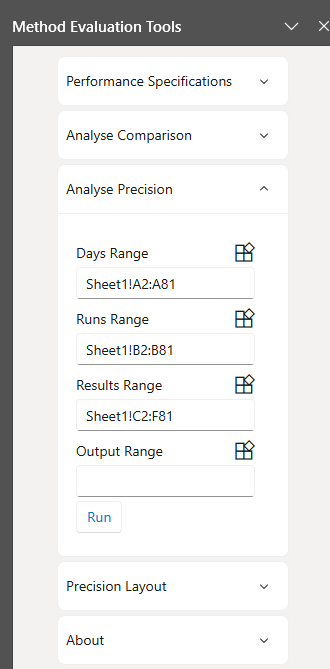 Method Evaluation Tools
Performance Specifications
Analyse Comparison
Analyse Precision
Days Range
Sheet1!A2:A81
Runs Range
Sheet1!B2:B81
Results Range
Sheet1!C2:F81
Output Range
Run
Precision Layout
About